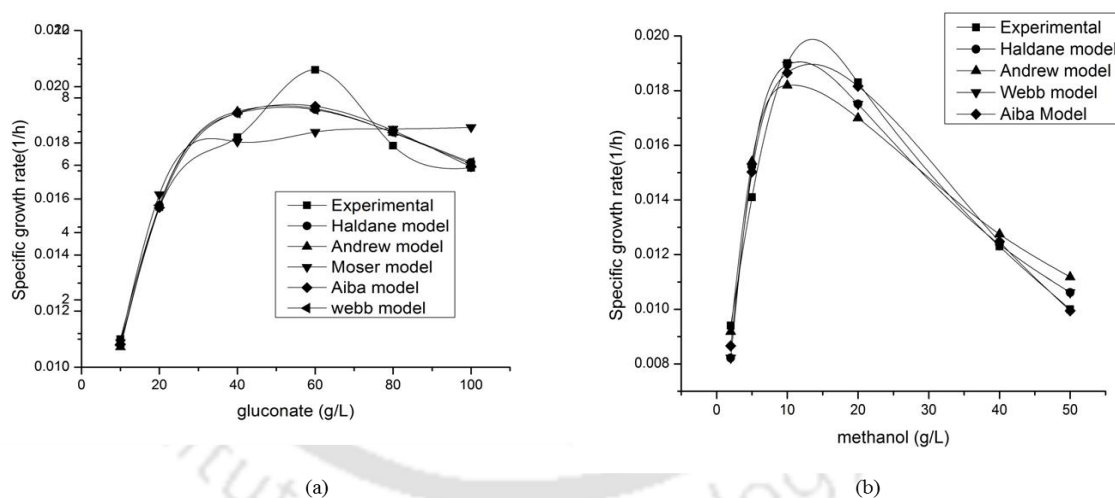 (a)
Specific growth rate(1/h)
0.022
0.020
0.018
0.016
0.014
0.012
0.010
8
6
4
2
Experimental
Haldane model
Andrew model
Moser model
Aiba model
webb model
0 20 40 60 80 100
gluconate (g/L)
(b)
Specific growth rate(1/h)
0.020
0.018
0.016
0.014
0.012
0.010
0.008
Experimental
Haldane model
Andrew model
Webb model
Aiba Model
0 10 20 30 40 50
methanol (g/L)
(a) (b)